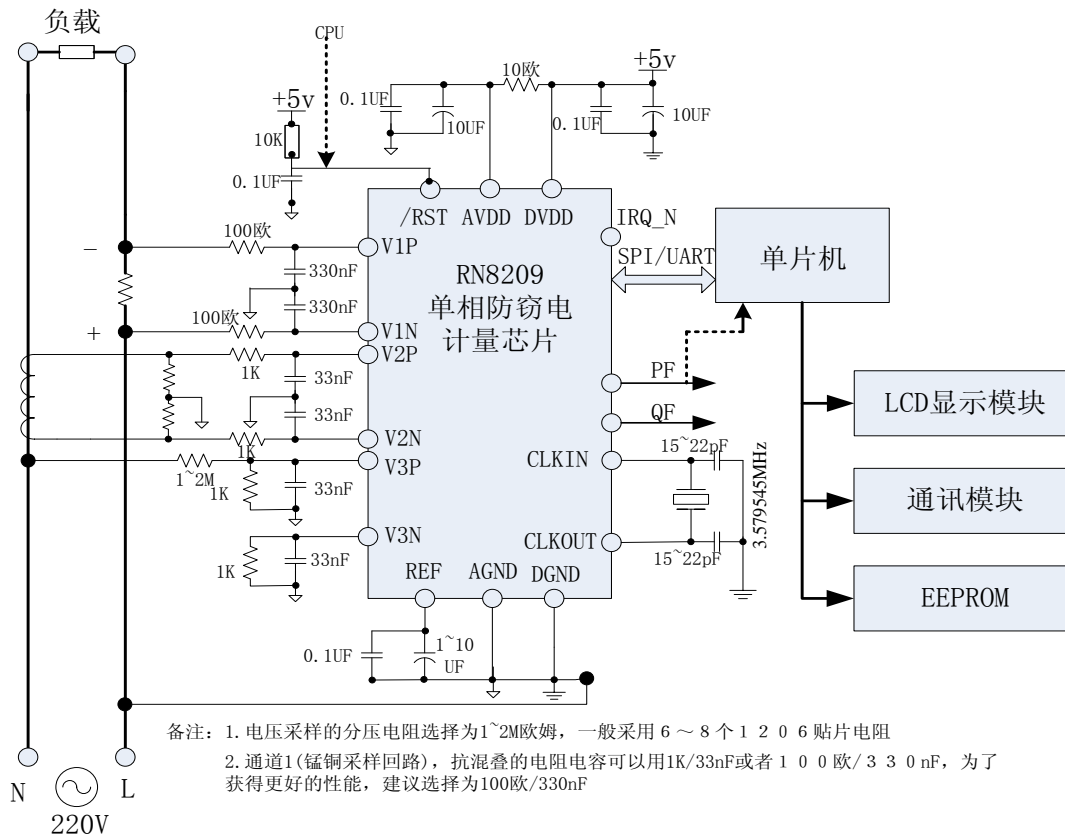 负载
CPU
+5v
10K
0.1UF
10欧
+5v
0.1UF
10UF
0.1UF
10UF
/RST
AVDD
DVDD
IRQ_N
SPI/UART
单片机
－
100欧
V1P
330nF
330nF
RN8209
单相防窃电
计量芯片
+
100欧
V1N
V2P
1K
33nF
33nF
PF
QF
LCD显示模块
1K
V2N
V3P
1~2M
1K
33nF
CLKIN
15~22pF
3.579545MHz
通讯模块
V3N
1K
33nF
CLKOUT
15~22pF
REF
AGND
DGND
EEPROM
0.1UF
1~10
UF
备注: 1.电压采样的分压电阻选择为1~2M欧姆，一般采用６～８个１２０６贴片电阻
2.通道1(锰铜采样回路)，抗混叠的电阻电容可以用1K/33nF或者１００欧/３３０nF，为了
获得更好的性能，建议选择为100欧/330nF
N
L
220V